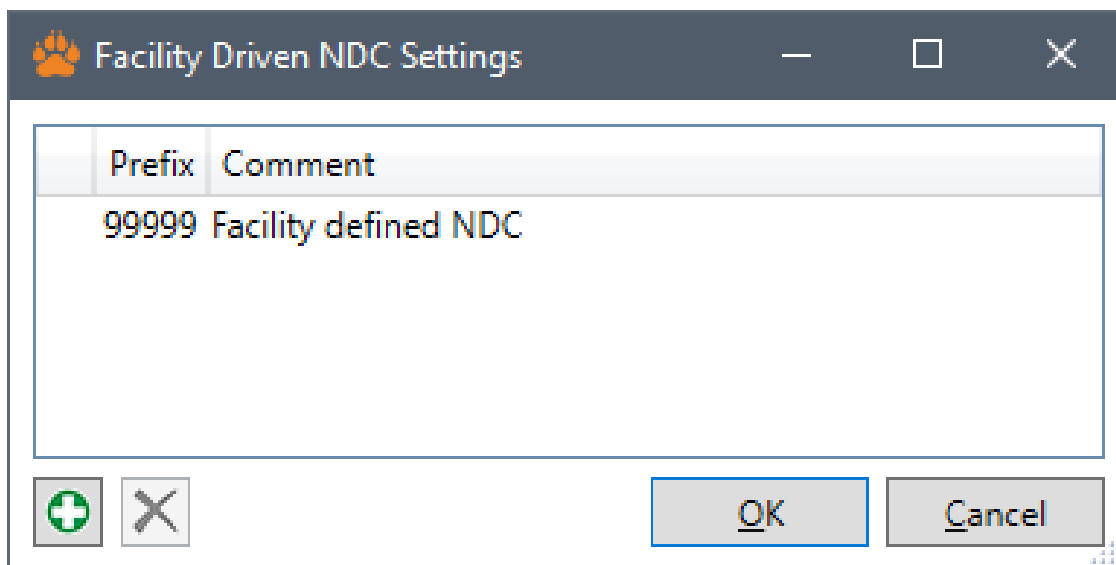 Facility Driven NDC Settings
Prefix Comment
99999 Facility defined NDC
OK Cancel